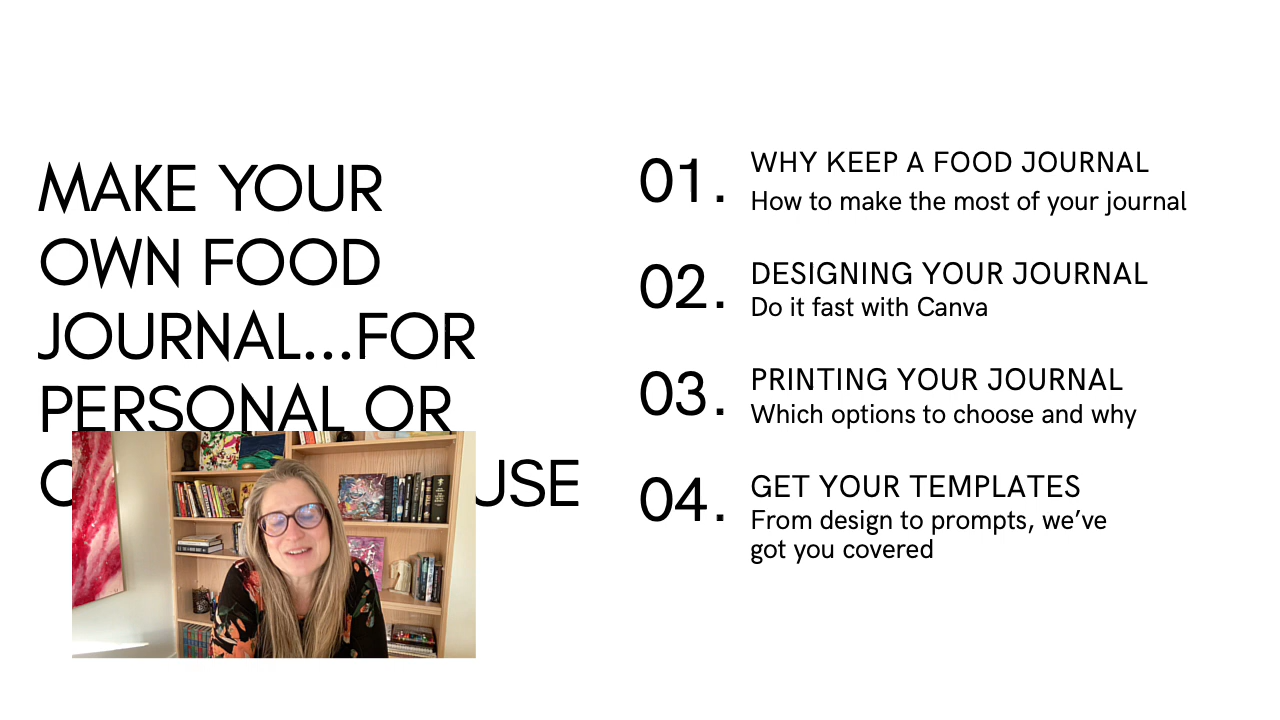 MAKE YOUR
OWN FOOD
JOURNAL...FOR
PERSONAL OR
USE
01.
WHY KEEP A FOOD JOURNAL
How to make the most of your journal
02.
DESIGNING YOUR JOURNAL
Do it fast with Canva
03.
PRINTING YOUR JOURNAL
Which options to choose and why
04.
GET YOUR TEMPLATES
From design to prompts, we’ve
got you covered